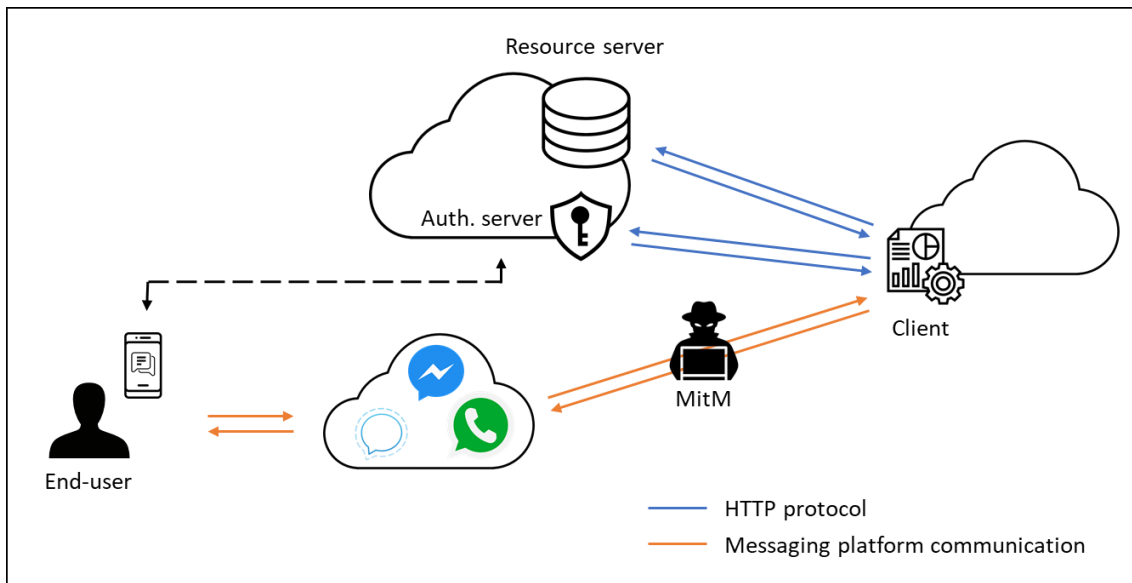 Resource server
Auth. server
Client
MitM
End-user
HTTP protocol
Messaging platform communication